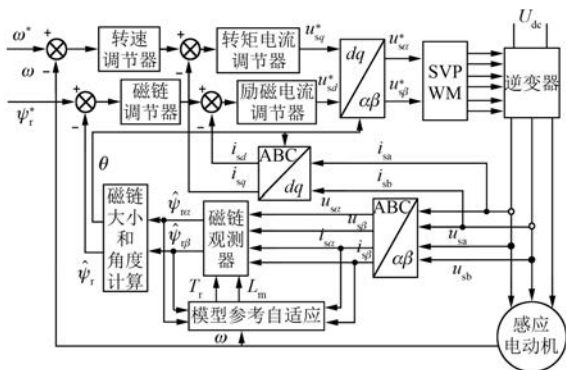 ω*
转速
调节器
转矩电流
调节器
u*sq
dq
αβ
u*sα
u*sβ
SVP
WM
Udc
逆变器
ω
ψ*r
磁链
调节器
励磁电流
调节器
u*sd
θ
isd
isq
ABC
dq
isa
isb
磁链
大小
和
角度
计算
ψ̂r
ψ̂rα
ψ̂rβ
磁链
观测
器
usα
usβ
isα
isβ
ABC
αβ
usa
usb
Tr
Lm
模型参考自适应
ω
感应
电动机